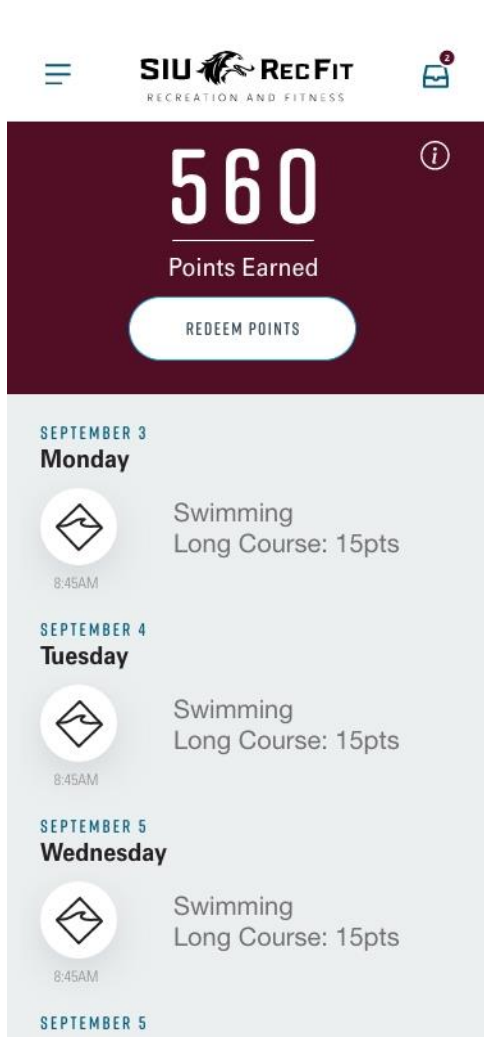 2
SIU RECFIT
RECREATION AND FITNESS
i
560
Points Earned
REDEEM POINTS
SEPTEMBER 3
Monday
Swimming
Long Course: 15pts
8:45AM
SEPTEMBER 4
Tuesday
Swimming
Long Course: 15pts
8:45AM
SEPTEMBER 5
Wednesday
Swimming
Long Course: 15pts
8:45AM
SEPTEMBER 5